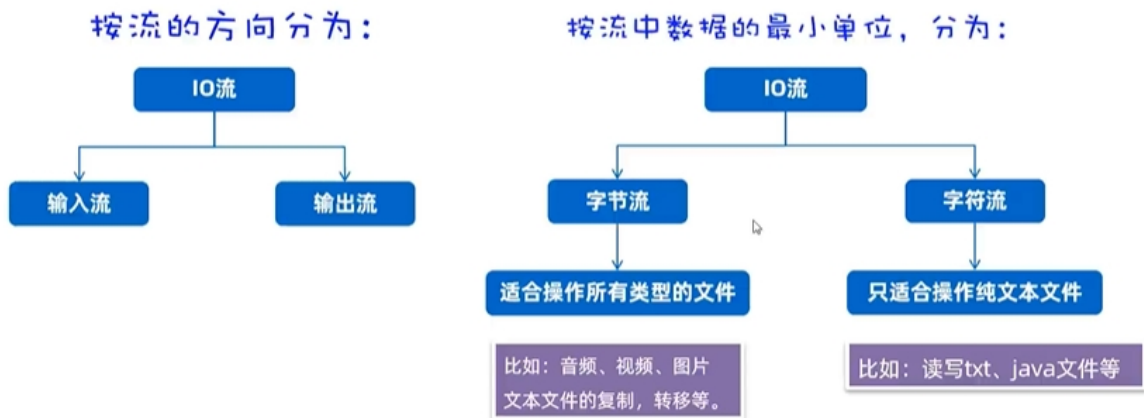 按流的方向分为：
IO流
输入流
输出流
按流中数据的最小单位，分为：
IO流
字节流
字符流
适合操作所有类型的文件
只适合操作纯文本文件
比如：音频、视频、图片
文本文件的复制，转移等。
比如：读写txt、java文件等